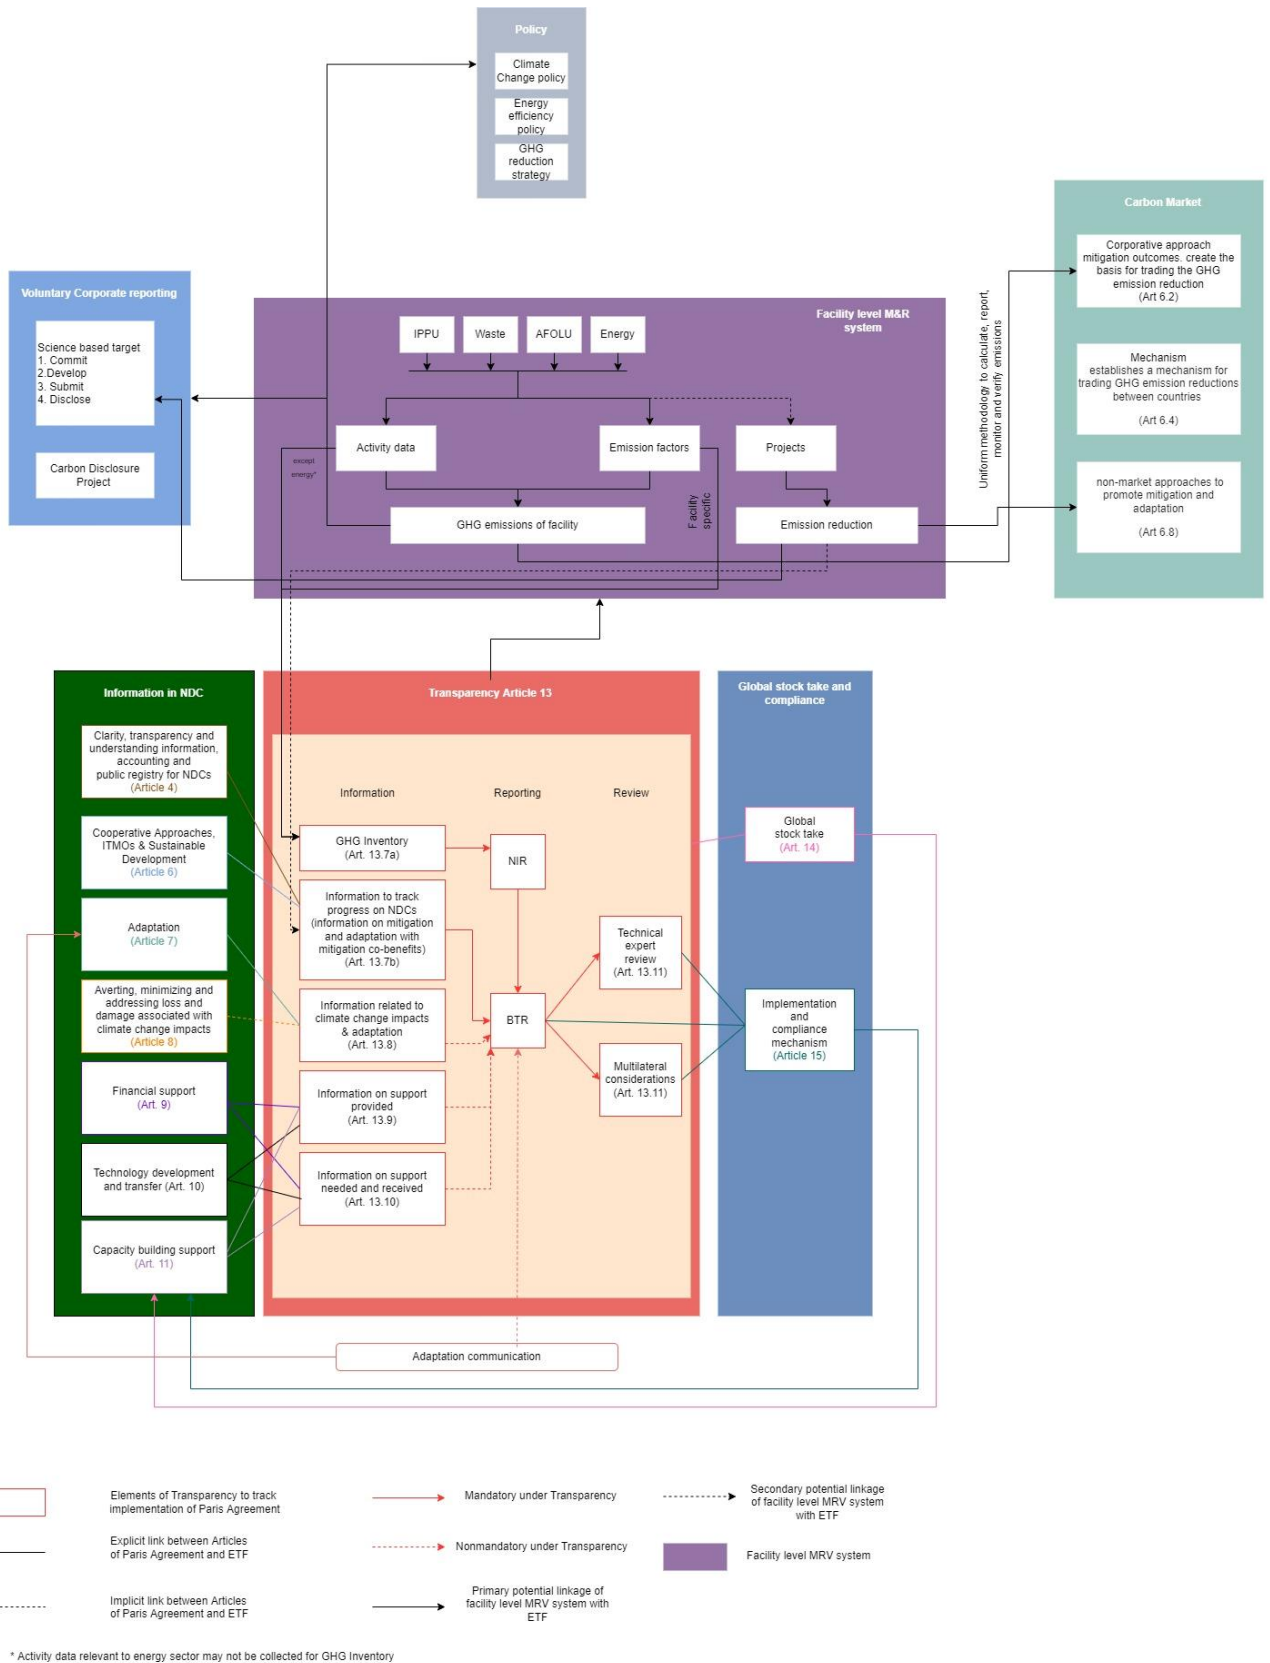 Policy
Climate
Change policy
Energy
efficiency
policy
GHG
reduction
strategy
Carbon Market
Corporative approach
mitigation outcomes. create the
basis for trading the GHG
emission reduction
(Art 6.2)
Mechanism
establishes a mechanism for
trading GHG emission reductions
between countries
(Art 6.4)
non-market approaches to
promote mitigation and
adaptation
(Art 6.8)
Uniform methodology to calculate, report,
monitor and verify emissions
Voluntary Corporate reporting
Science based target
1. Commit
2.Develop
3. Submit
4. Disclose
Carbon Disclosure
Project
Facility level M&R
system
IPPU
Waste
AFOLU
Energy
Activity data
Emission factors
Projects
except
energy*
Facility
specific
GHG emissions of facility
Emission reduction
Information in NDC
Clarity, transparency and
understanding information,
accounting and
public registry for NDCs
(Article 4)
Cooperative Approaches,
ITMOs & Sustainable
Development
(Article 6)
Adaptation
(Article 7)
Averting, minimizing and
addressing loss and
damage associated with
climate change impacts
(Article 8)
Financial support
(Art. 9)
Technology development
and transfer (Art. 10)
Capacity building support
(Art. 11)
Transparency Article 13
Information
Reporting
Review
GHG Inventory
(Art. 13.7a)
NIR
Information to track
progress on NDCs
(information on mitigation
and adaptation with
mitigation co-benefits)
(Art. 13.7b)
Technical
expert
review
(Art. 13.11)
Information related to
climate change impacts
& adaptation
(Art. 13.8)
BTR
Multilateral
considerations
(Art. 13.11)
Information on support
provided
(Art. 13.9)
Information on support
needed and received
(Art. 13.10)
Global stock take and
compliance
Global
stock take
(Art. 14)
Implementation
and
compliance
mechanism
(Article 15)
Adaptation communication
Elements of Transparency to track
implementation of Paris Agreement
Mandatory under Transparency
Secondary potential linkage
of facility level MRV system
with ETF
Explicit link between Articles
of Paris Agreement and ETF
Nonmandatory under Transparency
Facility level MRV system
Implicit link between Articles
of Paris Agreement and ETF
Primary potential linkage of
facility level MRV system with
ETF
* Activity data relevant to energy sector may not be collected for GHG Inventory